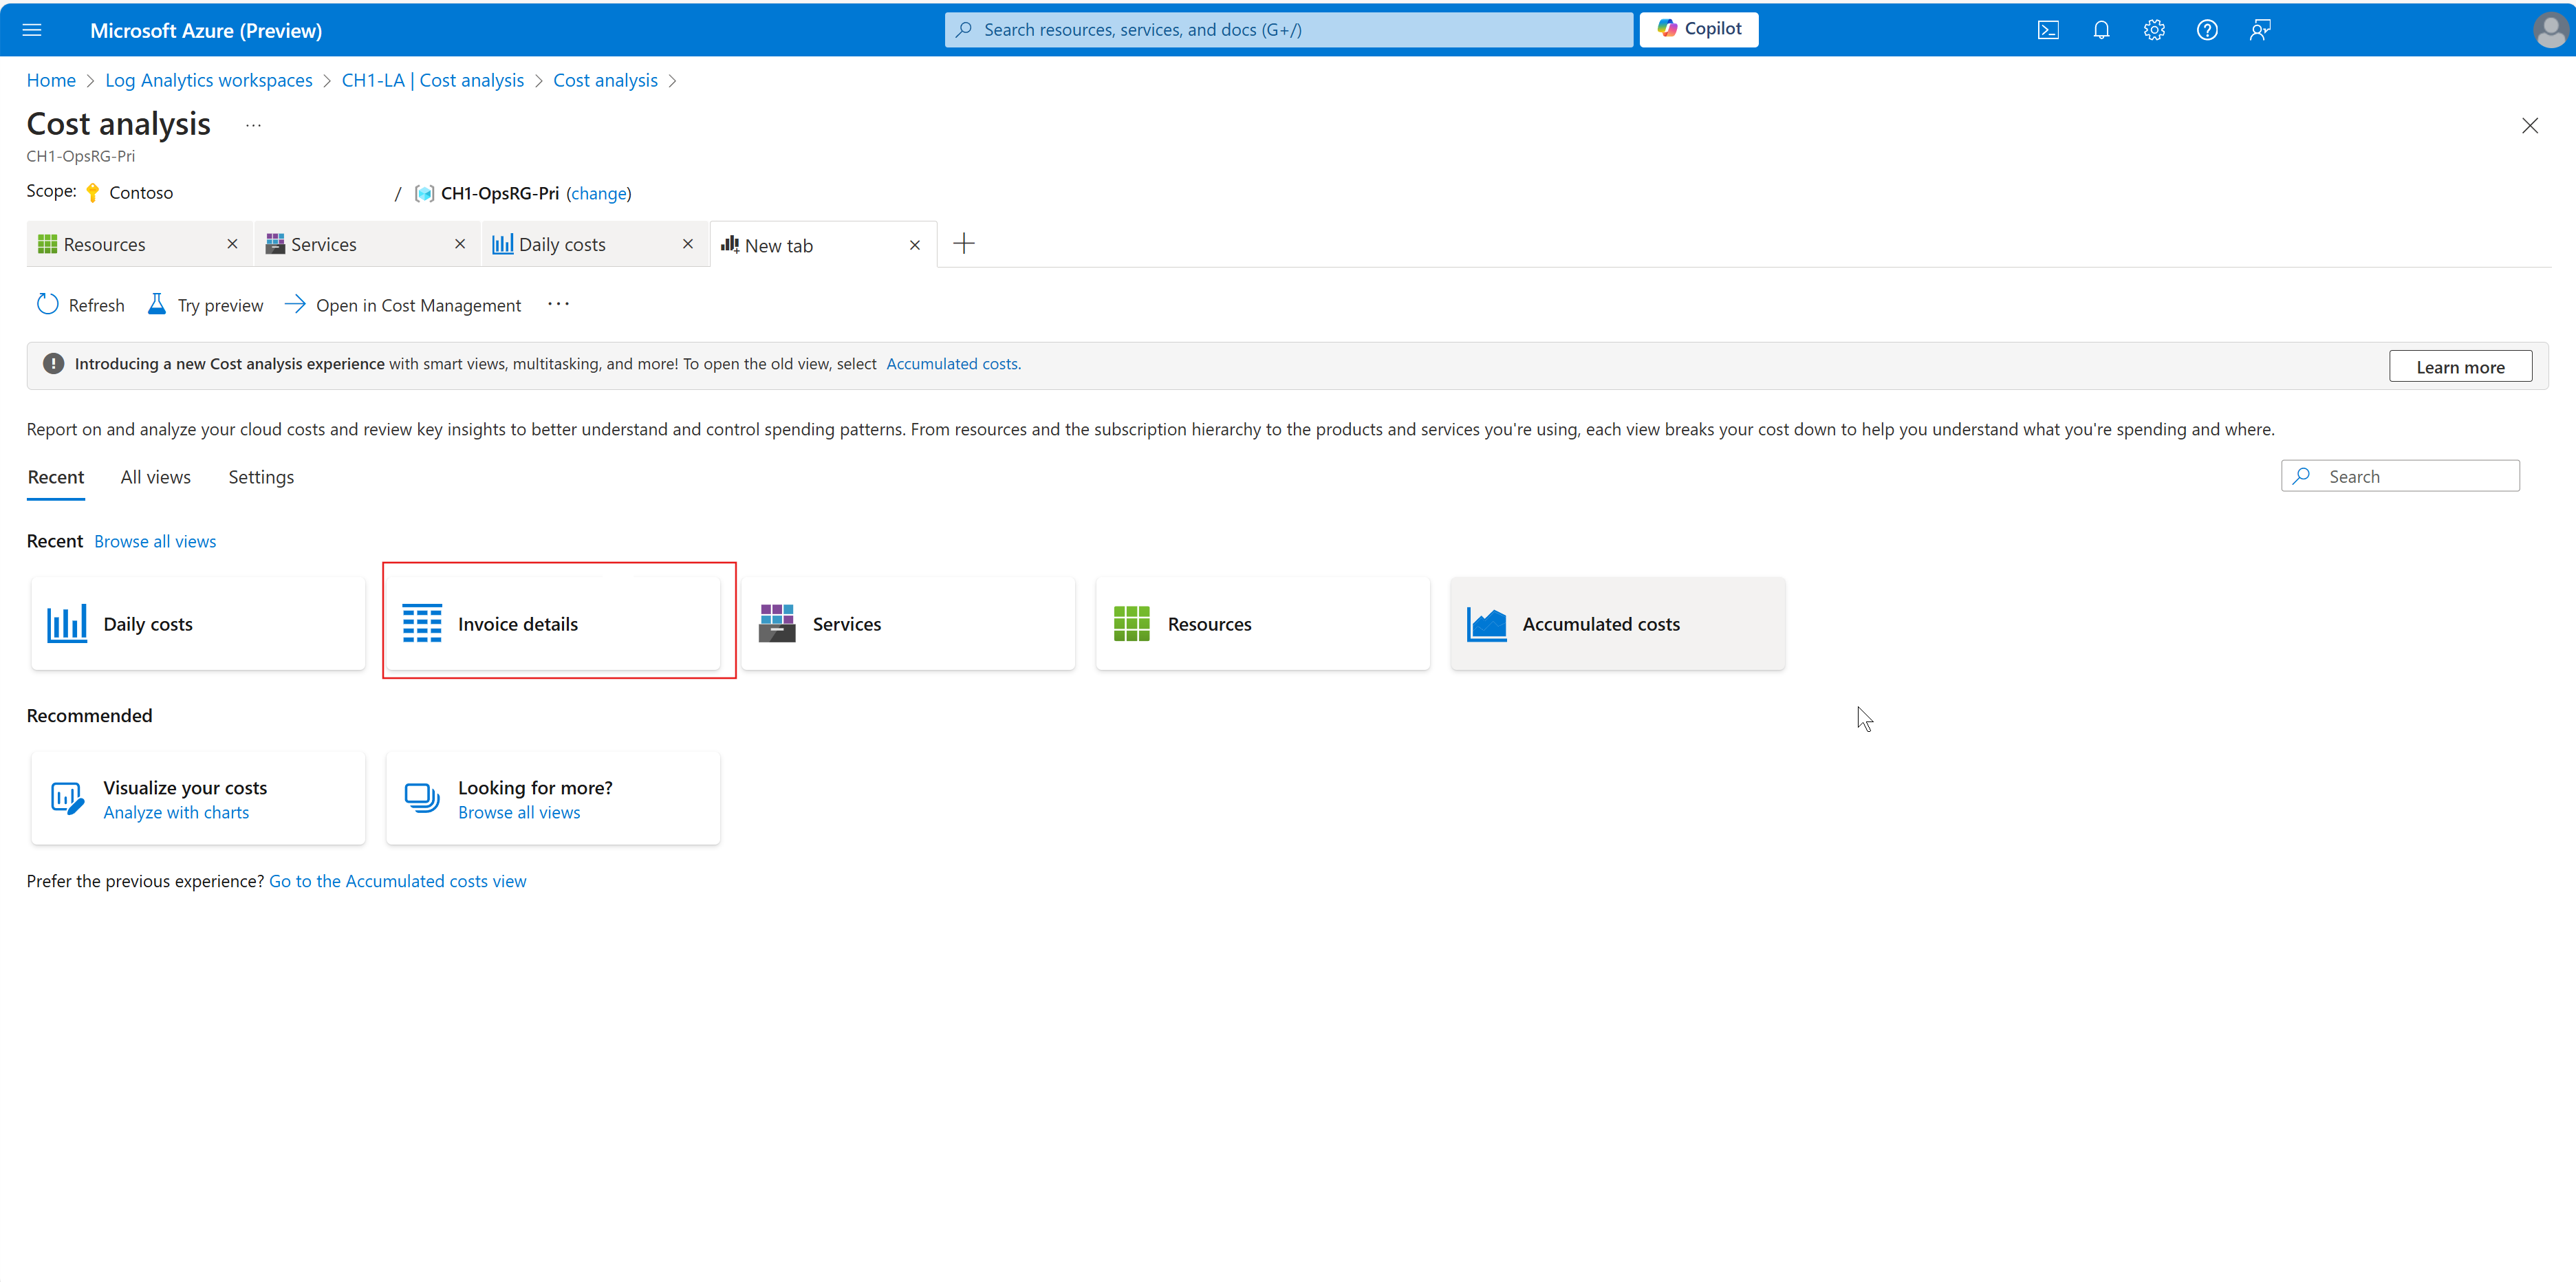 Microsoft Azure (Preview)
Search resources, services, and docs (G+/)
Copilot
Home > Log Analytics workspaces > CH1-LA | Cost analysis > Cost analysis >
Cost analysis ...
CH1-OpsRG-Pri
Scope: Contoso / CH1-OpsRG-Pri (change)
Resources
Services
Daily costs
New tab
Refresh
Try preview
Open in Cost Management ...
Introducing a new Cost analysis experience with smart views, multitasking, and more! To open the old view, select Accumulated costs.
Learn more
Report on and analyze your cloud costs and review key insights to better understand and control spending patterns. From resources and the subscription hierarchy to the products and services you're using, each view breaks your cost down to help you understand what you're spending and where.
Recent
All views
Settings
Search
Recent Browse all views
Daily costs
Invoice details
Services
Resources
Accumulated costs
Recommended
Visualize your costs
Analyze with charts
Looking for more?
Browse all views
Prefer the previous experience? Go to the Accumulated costs view